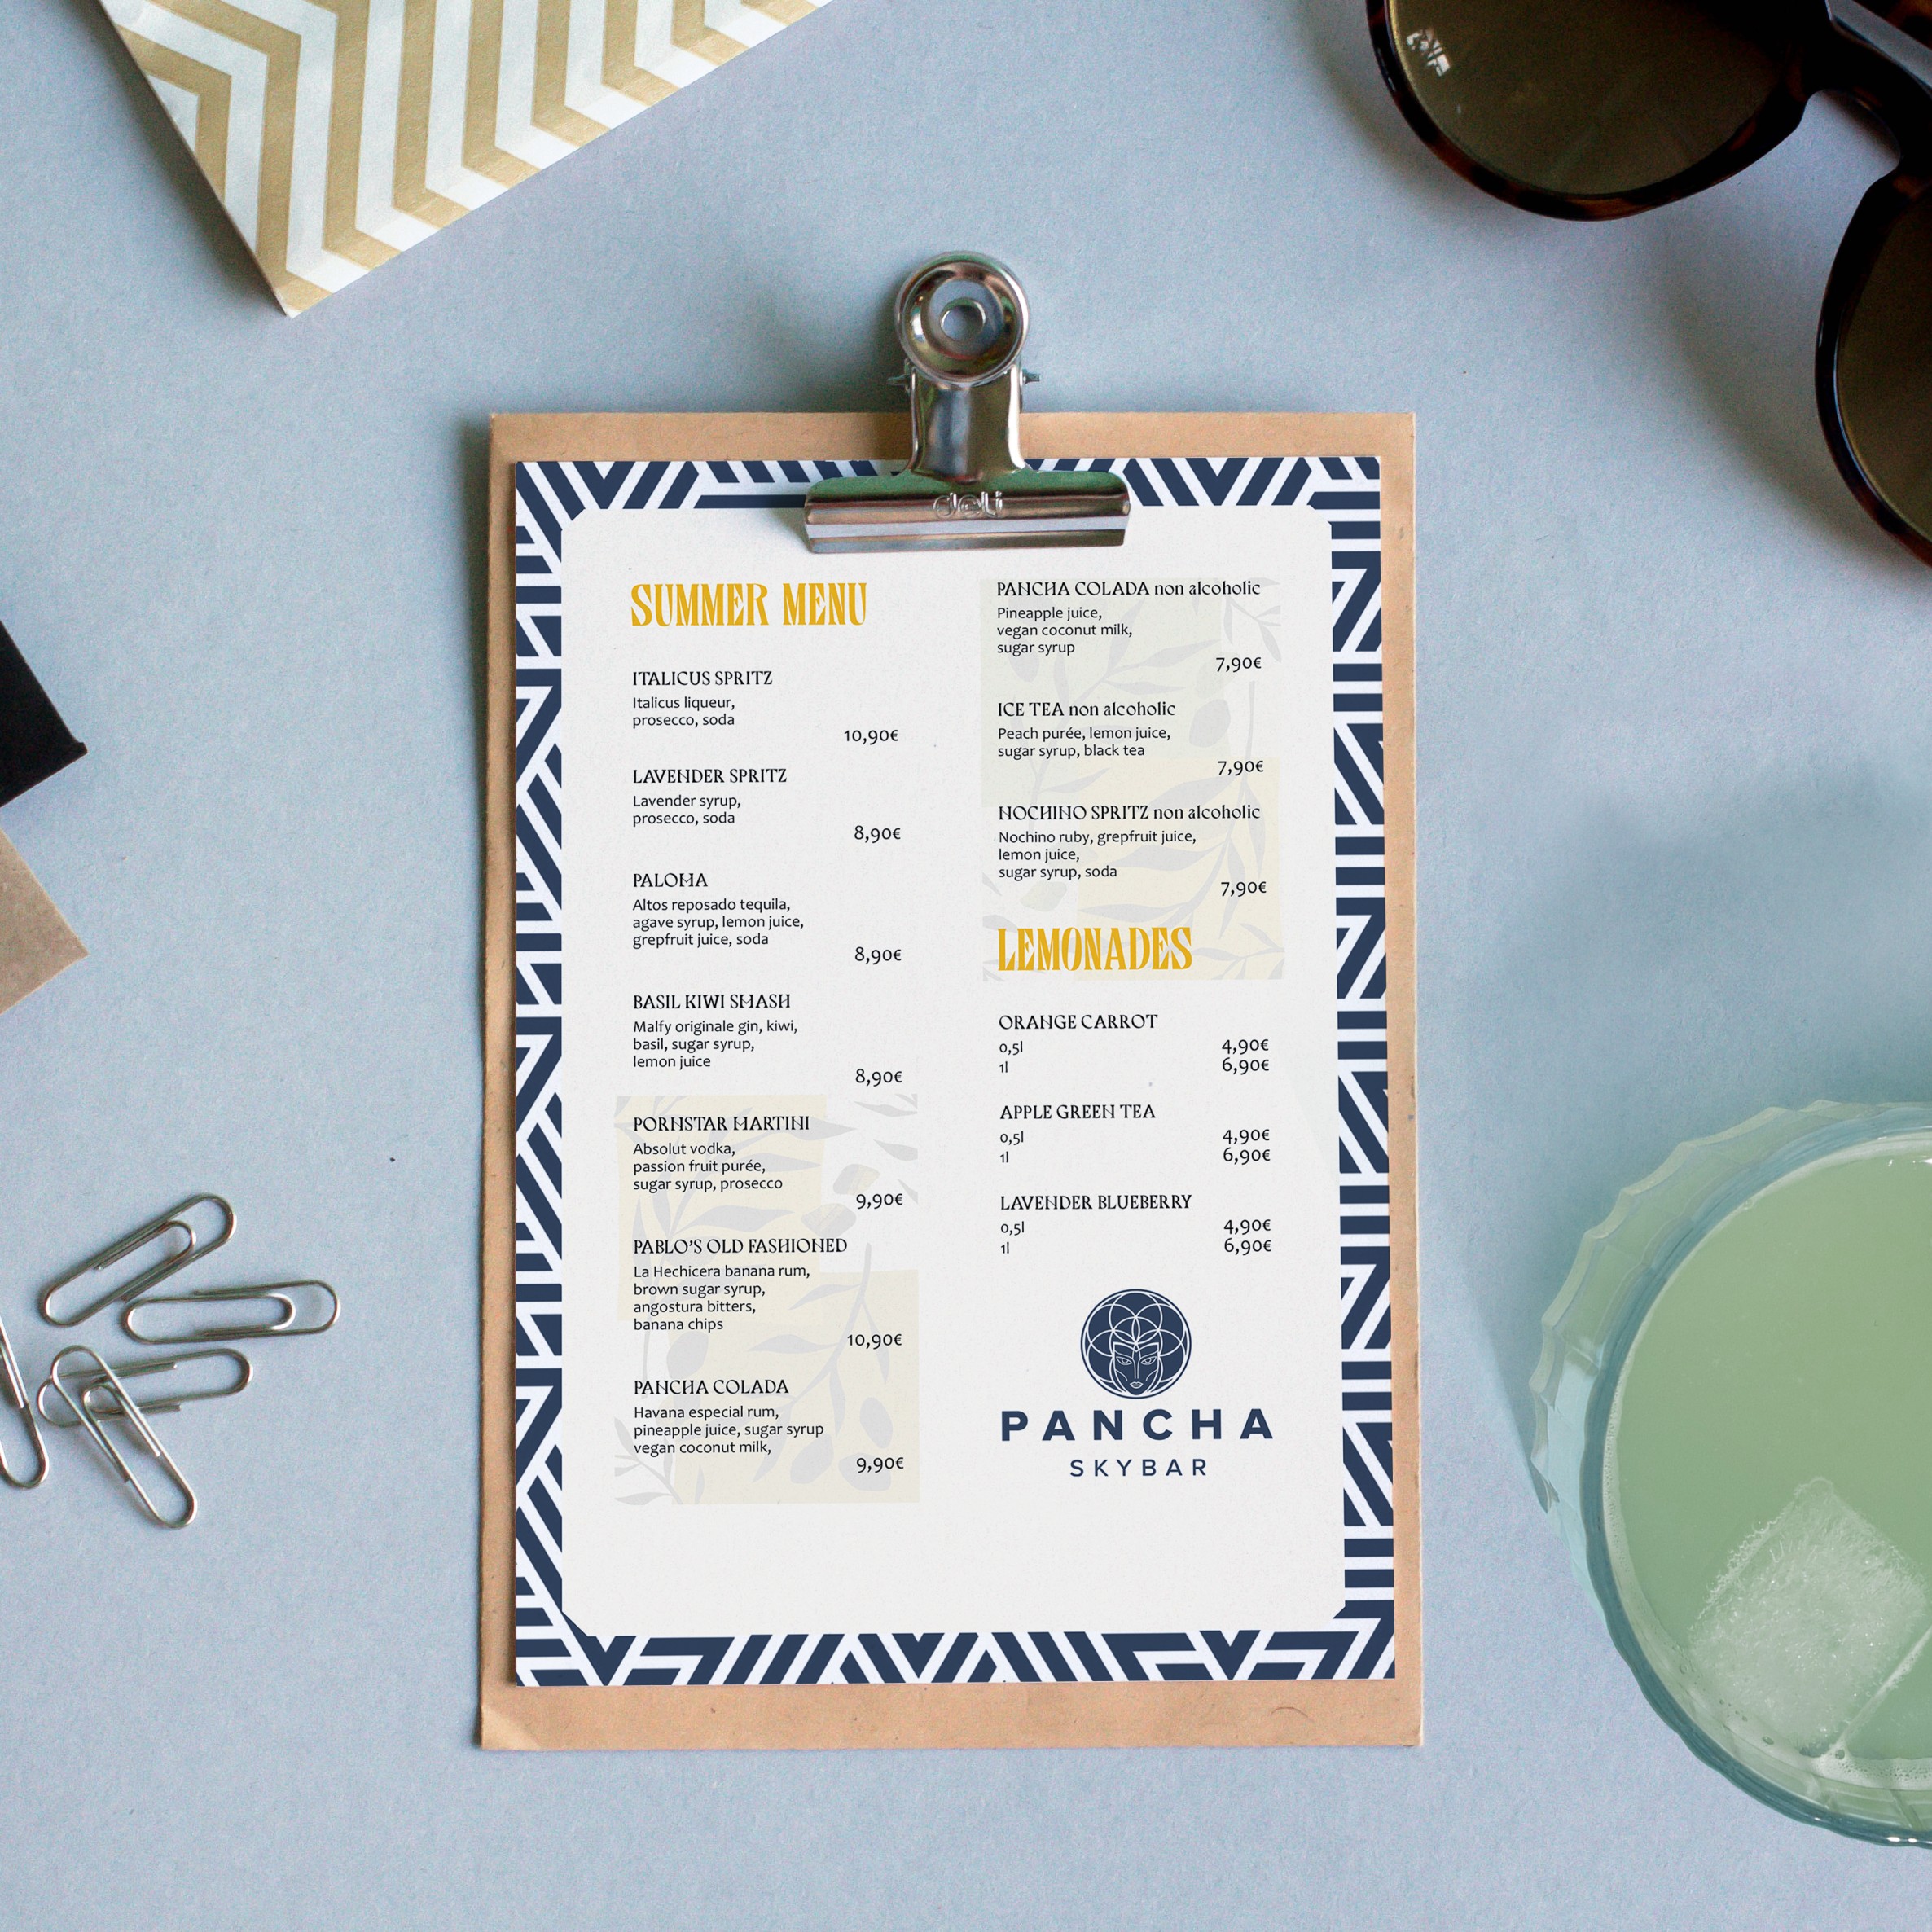 deli
SUMMER MENU
ITALICUS SPRITZ
Italicus liqueur,
prosecco, soda
10,90€
LAVENDER SPRITZ
Lavender syrup,
prosecco, soda
8,90€
PALOMA
Altos reposado tequila,
agave syrup, lemon juice,
grepfruit juice, soda
8,90€
BASIL KIWI SMASH
Malfy originale gin, kiwi,
basil, sugar syrup,
lemon juice
8,90€
PORNSTAR MARTINI
Absolut vodka,
passion fruit purée,
sugar syrup, prosecco
9,90€
PABLO'S OLD FASHIONED
La Hechicera banana rum,
brown sugar syrup,
angostura bitters,
banana chips
10,90€
PANCHA COLADA
Havana especial rum,
pineapple juice, sugar syrup
vegan coconut milk,
9,90€
PANCHA COLADA non alcoholic
Pineapple juice,
vegan coconut milk,
sugar syrup
7,90€
ICE TEA non alcoholic
Peach purée, lemon juice,
sugar syrup, black tea
7,90€
NOCHINO SPRITZ non alcoholic
Nochino ruby, grepfruit juice,
lemon juice,
sugar syrup, soda
7,90€
LEMONADES
ORANGE CARROT
0,5l 4,90€
1l 6,90€
APPLE GREEN TEA
0,5l 4,90€
1l 6,90€
LAVENDER BLUEBERRY
0,5l 4,90€
1l 6,90€
PANCHA
SKYBAR